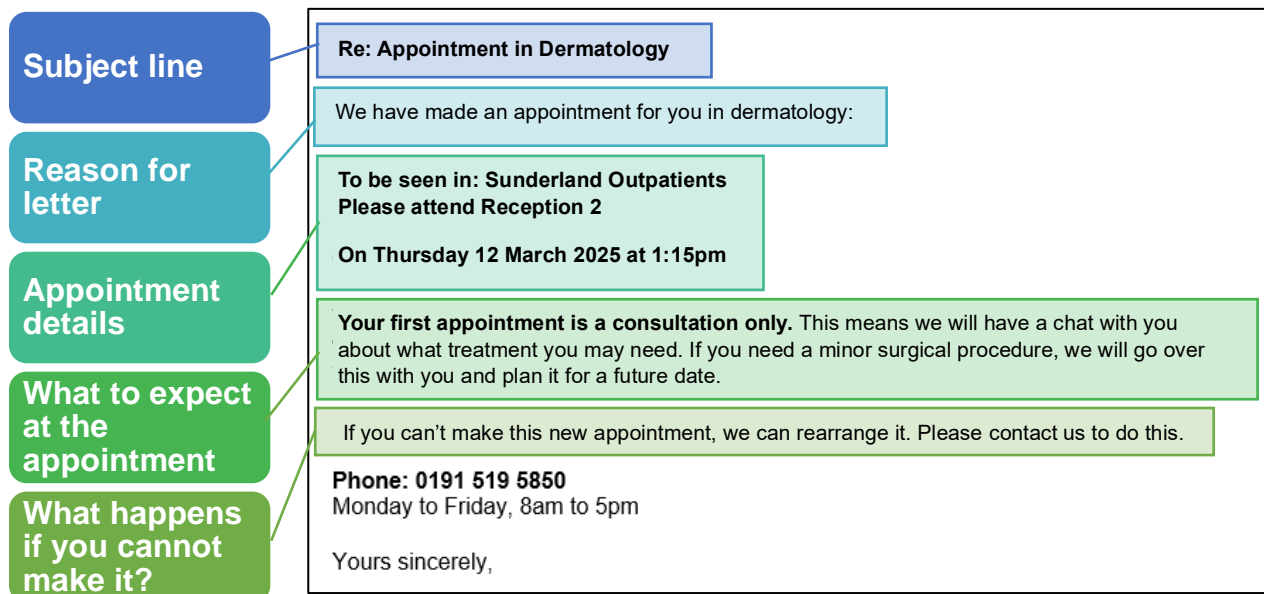 Subject line
Re: Appointment in Dermatology
Reason for
letter
We have made an appointment for you in dermatology:
Appointment
details
To be seen in: Sunderland Outpatients
Please attend Reception 2
On Thursday 12 March 2025 at 1:15pm
What to expect
at the
appointment
Your first appointment is a consultation only. This means we will have a chat with you
about what treatment you may need. If you need a minor surgical procedure, we will go over
this with you and plan it for a future date.
What happens
if you cannot
make it?
If you can’t make this new appointment, we can rearrange it. Please contact us to do this.
Phone: 0191 519 5850
Monday to Friday, 8am to 5pm
Yours sincerely,